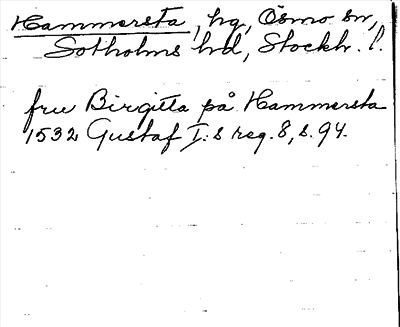 Hammersta, hg, Ösmo sn,
Sotholms hd, Stockh. l.
fru Birgitta på Hammersta
1532 Gustaf I:s reg. 8, s. 94.